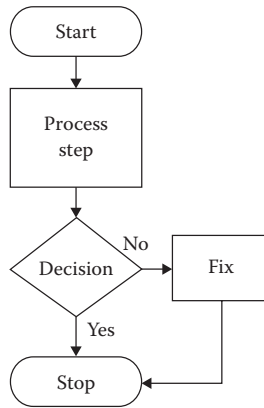 Start
Process
step
No
Decision
Fix
Yes
Stop